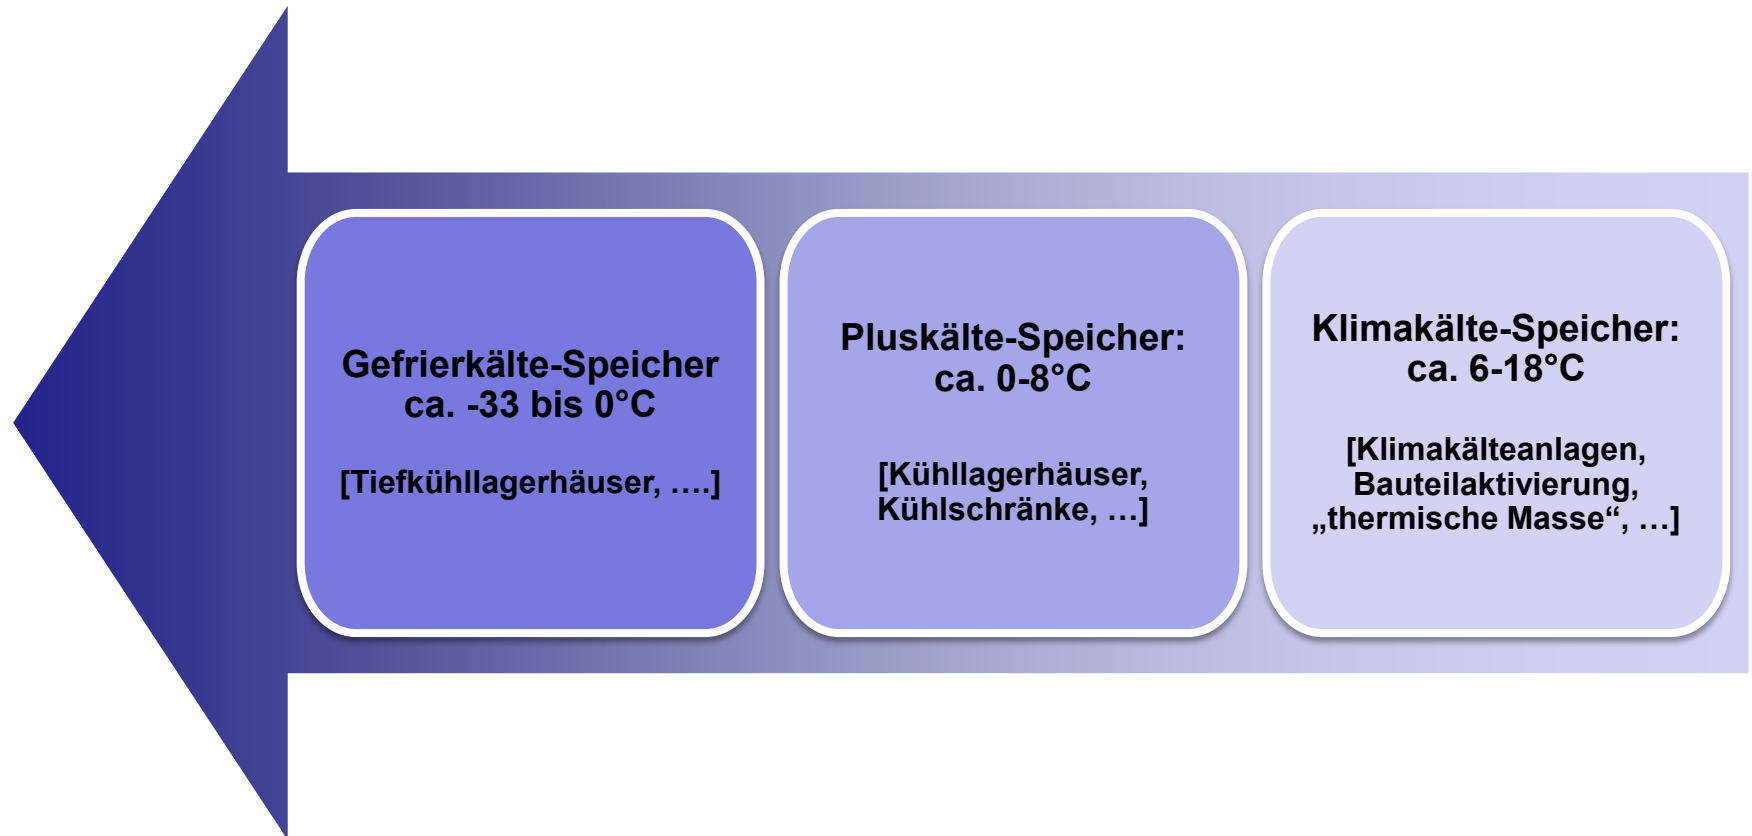 Gefrierkälte-Speicher
ca. -33 bis 0°C
[Tiefkühllagerhäuser, ….]
Pluskälte-Speicher:
ca. 0-8°C
[Kühllagerhäuser,
Kühlschränke, …]
Klimakälte-Speicher:
ca. 6-18°C
[Klimakälteanlagen,
Bauteilaktivierung,
„thermische Masse“, …]